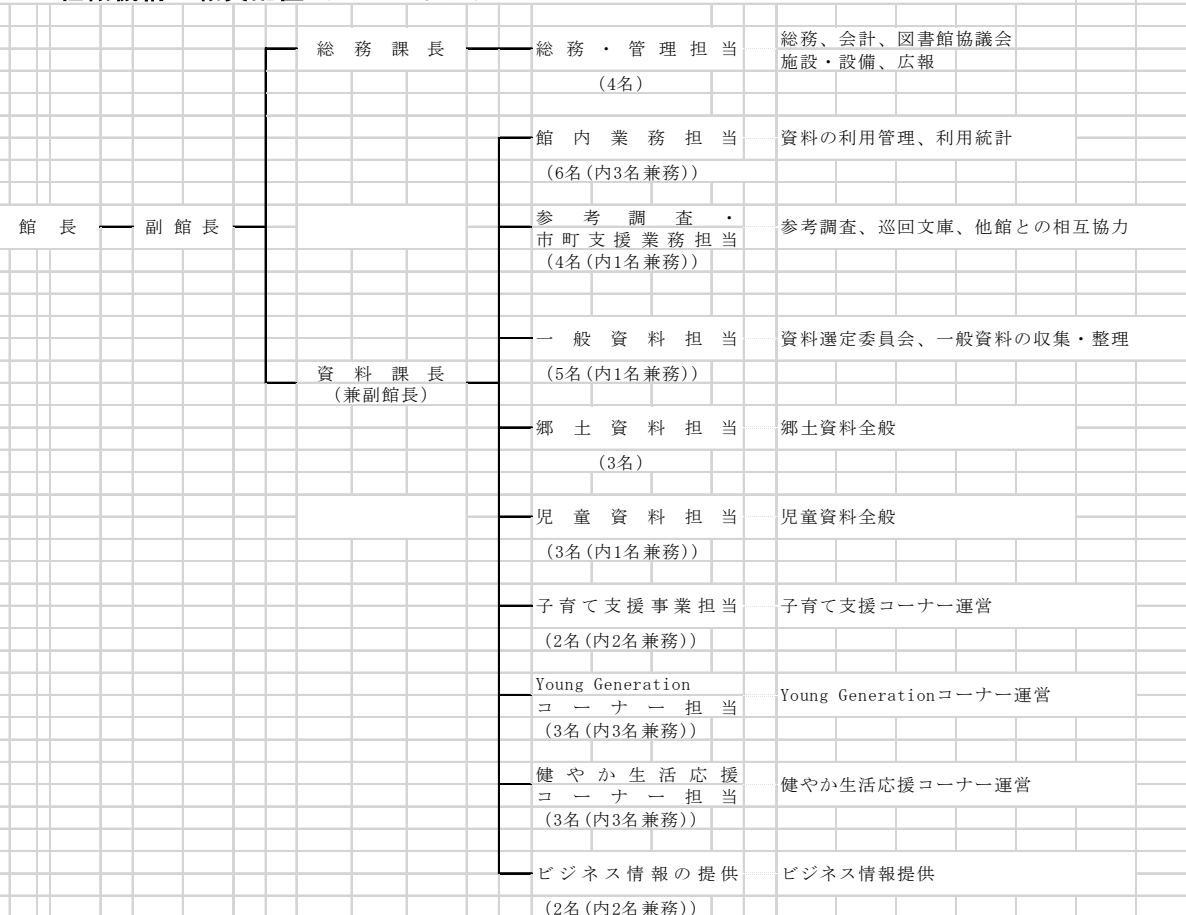 総務課長
総務・管理担当
総務、会計、図書館協議会
施設・設備、広報
(4名)
館内業務担当
資料の利用管理、利用統計
(6名(内3名兼務))
館長
副館長
参考調査・
市町支援業務担当
参考調査、巡回文庫、他館との相互協力
(4名(内1名兼務))
一般資料担当
資料選定委員会、一般資料の収集・整理
資料課長
(兼副館長)
(5名(内1名兼務))
郷土資料担当
郷土資料全般
(3名)
児童資料担当
児童資料全般
(3名(内1名兼務))
子育て支援事業担当
子育て支援コーナー運営
(2名(内2名兼務))
Young Generation
コーナー担当
Young Generationコーナー運営
(3名(内3名兼務))
健やか生活応援
コーナー担当
健やか生活応援コーナー運営
(3名(内3名兼務))
ビジネス情報の提供
ビジネス情報提供
(2名(内2名兼務))